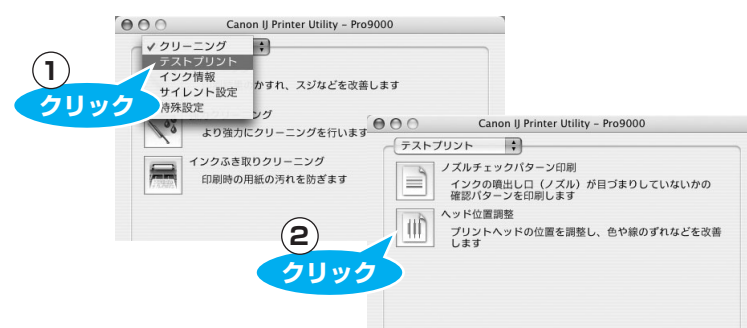 Canon IJ Printer Utility – Pro9000
✓ クリーニング
テストプリント
インク情報
サイレント設定
特殊設定
かすれ、スジなどを改善します
ング
より強力にクリーニングを行います
インクふき取りクリーニング
印刷時の用紙の汚れを防ぎます
①
クリック
Canon IJ Printer Utility – Pro9000
テストプリント
ノズルチェックパターン印刷
インクの噴出し口（ノズル）が目づまりしていないかの
確認パターンを印刷します
ヘッド位置調整
プリントヘッドの位置を調整し、色や線のずれなどを改善
します
②
クリック